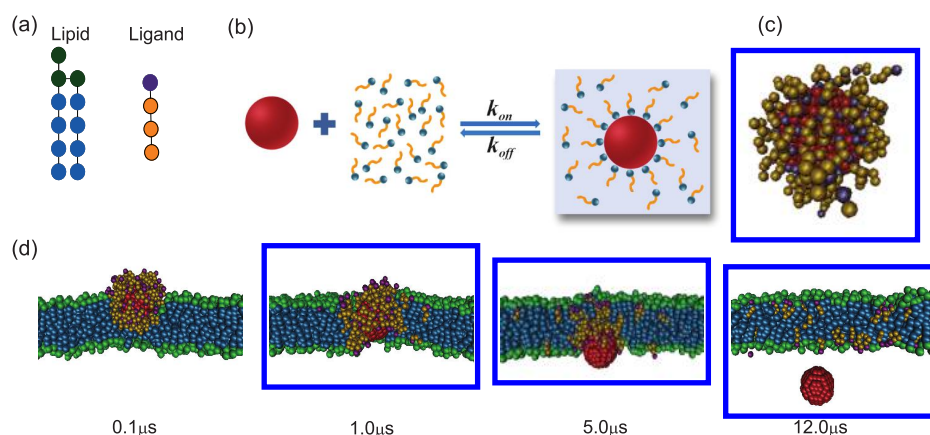 (a)
Lipid
Ligand
(b)
k_on
k_off
(c)
(d)
0.1μs
1.0μs
5.0μs
12.0μs